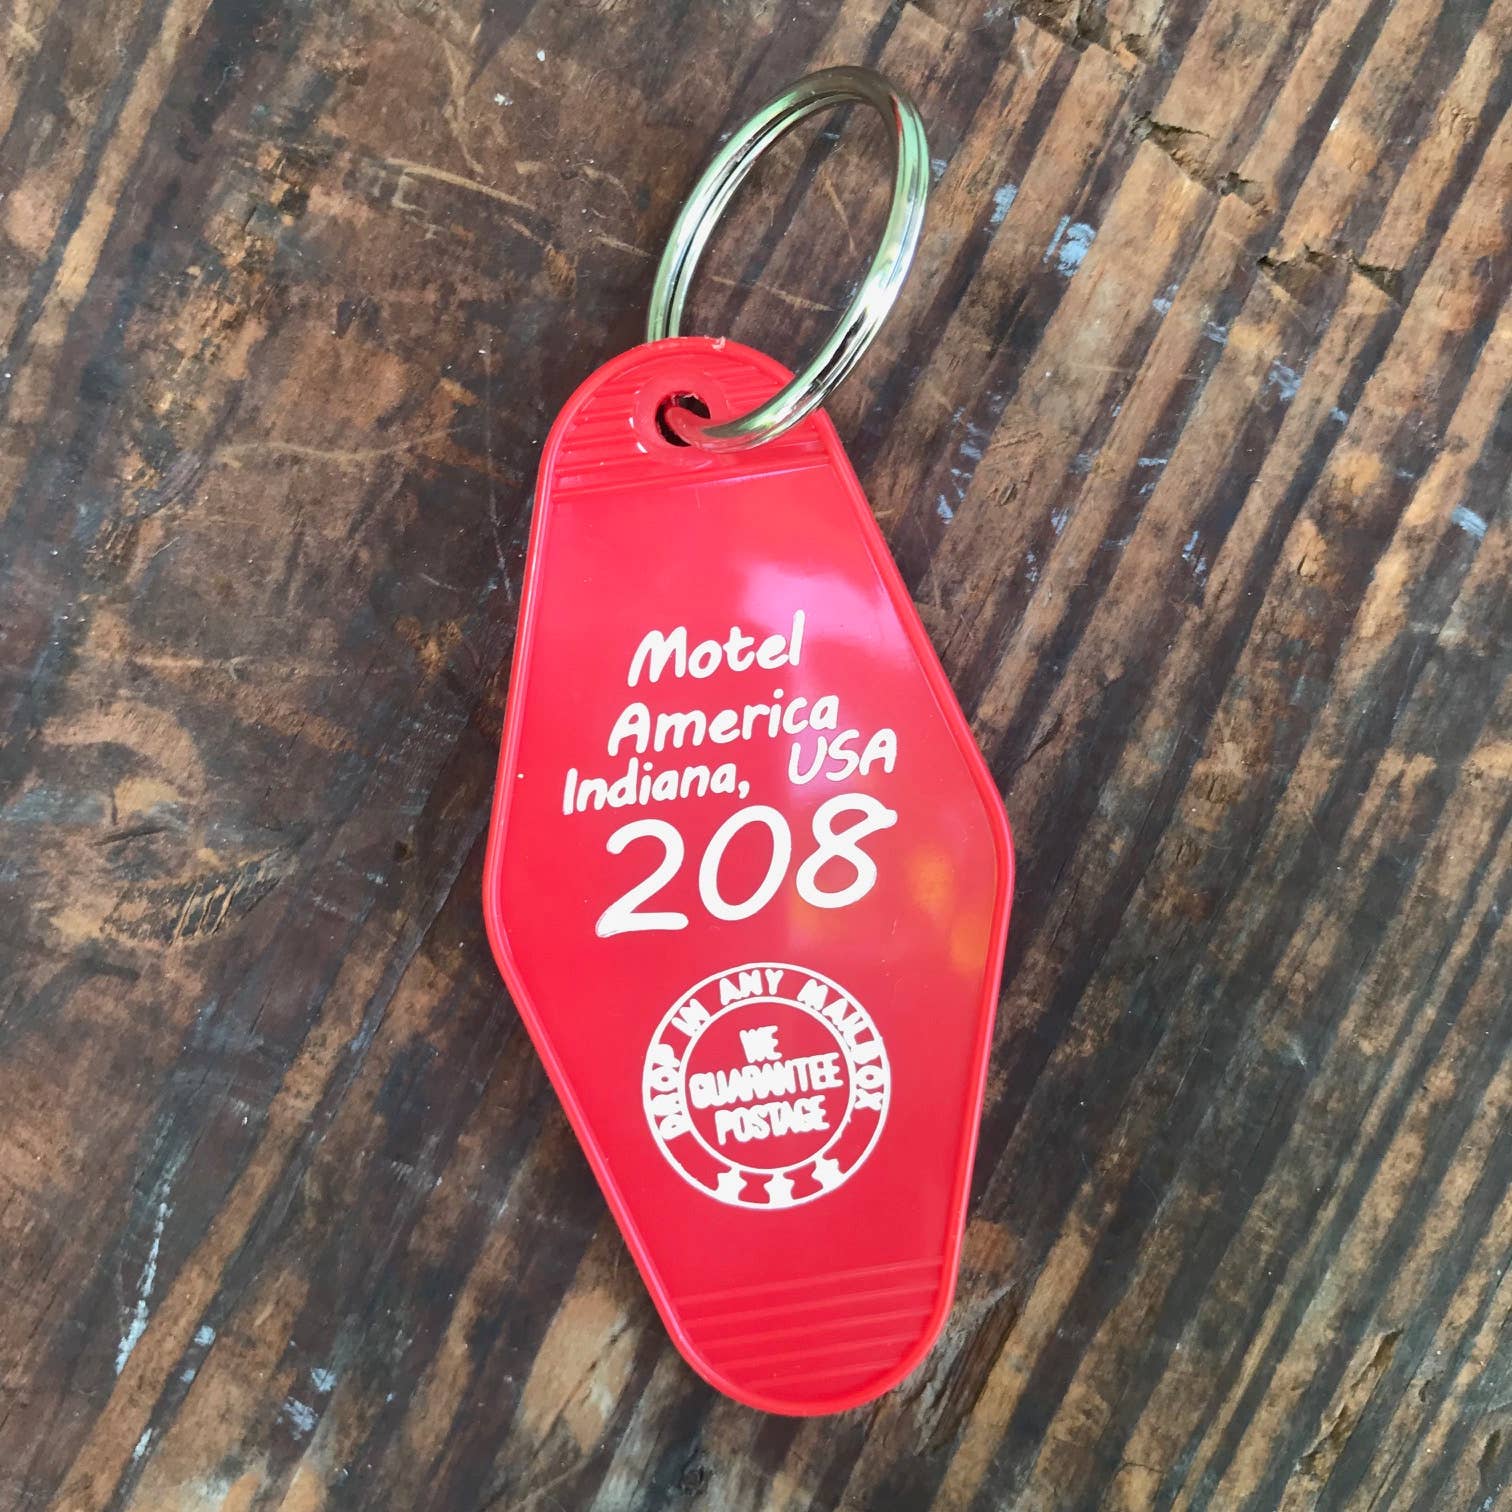 Motel
America
Indiana, USA
208
DROP IN ANY MAILBOX
WE
GUARANTEE
POSTAGE